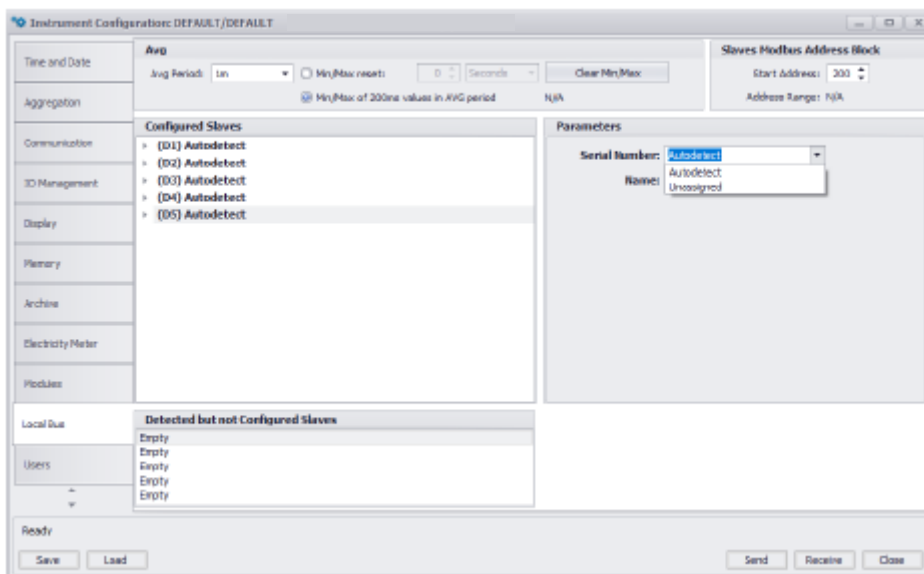 Instrument Configuration: DEFAULT/DEFAULT
Time and Date
Aggregation
Communication
IO Management
Display
Memory
Archive
Electricity Meter
Modules
Local Bus
Users
Avg
Avg Period: 1m
Min/Max reset: 0 Seconds
Clear Min/Max
Min/Max of 200ms values in AVG period
N/A
Slaves Modbus Address Block
Start Address: 300
Address Range: N/A
Configured Slaves
(D1) Autodetect
(D2) Autodetect
(D3) Autodetect
(D4) Autodetect
(D5) Autodetect
Parameters
Serial Number: Autodetect
Autodetect
Unassigned
Name:
Detected but not Configured Slaves
Empty
Empty
Empty
Empty
Empty
Ready
Save
Load
Send
Receive
Close